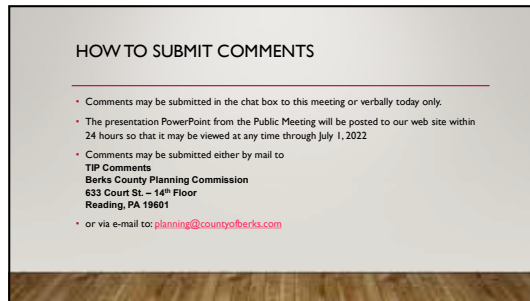 HOW TO SUBMIT COMMENTS
• Comments may be submitted in the chat box to this meeting or verbally today only.
• The presentation PowerPoint from the Public Meeting will be posted to our web site within
24 hours so that it may be viewed at any time through July 1, 2022
• Comments may be submitted either by mail to
TIP Comments
Berks County Planning Commission
633 Court St. – 14th Floor
Reading, PA 19601
• or via e-mail to: planning@countyofberks.com